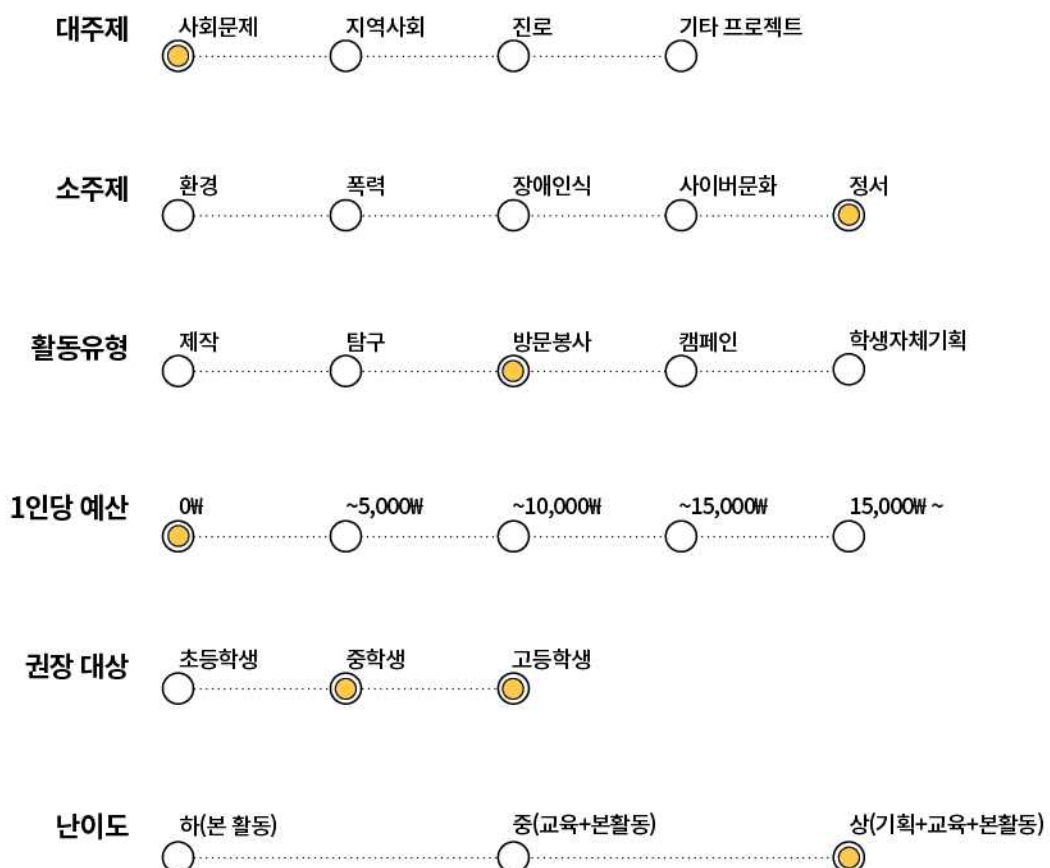 대주제 사회문제 지역사회 진로 기타 프로젝트
소주제 환경 폭력 장애인식 사이버문화 정서
활동유형 제작 탐구 방문봉사 캠페인 학생자체기획
1인당 예산 0₩ ~5,000₩ ~10,000₩ ~15,000₩ 15,000₩ ~
권장 대상 초등학생 중학생 고등학생
난이도 하(본 활동) 중(교육+본활동) 상(기획+교육+본활동)